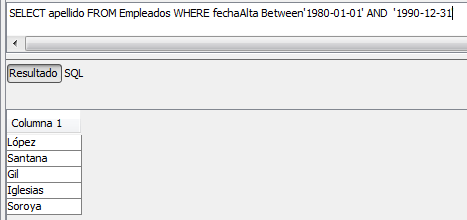 SELECT apellido FROM Empleados WHERE fechaAlta Between'1980-01-01' AND '1990-12-31
Resultado SQL
Columna 1
López
Santana
Gil
Iglesias
Soroya